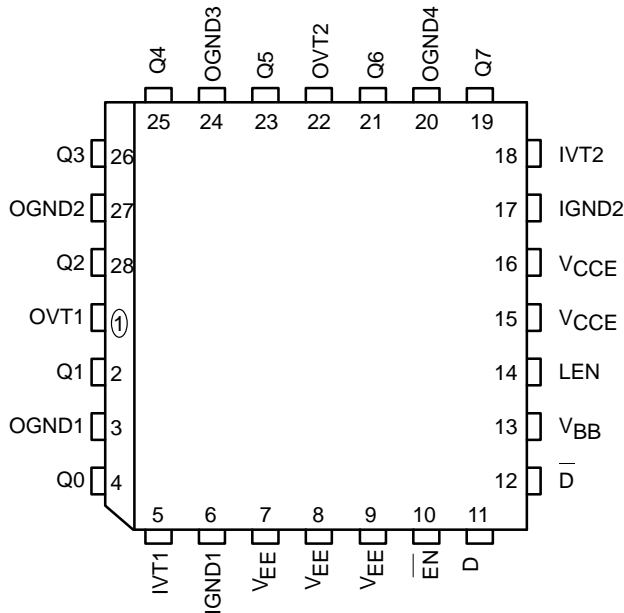 Q4 OGND3 Q5 OVT2 Q6 OGND4 Q7
25 24 23 22 21 20 19
Q3 26 18 IVT2
OGND2 27 17 IGND2
Q2 28 16 VCCE
OVT1 1 15 VCCE
Q1 2 14 LEN
OGND1 3 13 VBB
Q0 4 12 D̅
5 6 7 8 9 10 11
IVT1 IGND1 VEE VEE VEE E̅N̅ D